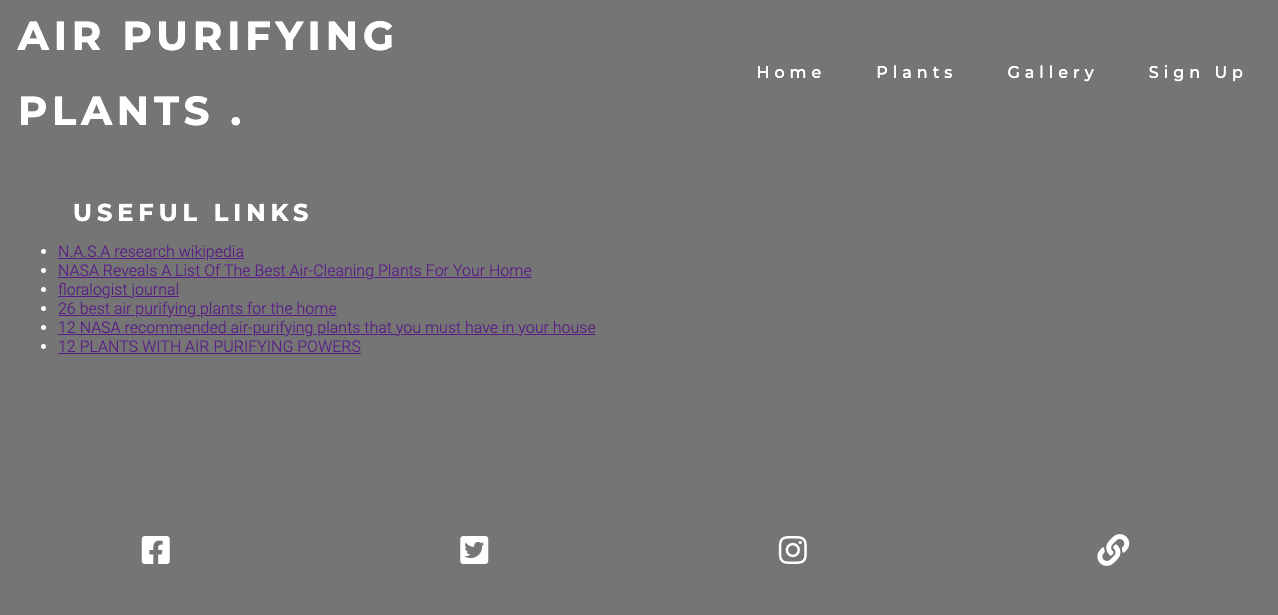 AIR PURIFYING
PLANTS .
Home Plants Gallery Sign Up
USEFUL LINKS
N.A.S.A research wikipedia
NASA Reveals A List Of The Best Air-Cleaning Plants For Your Home
floralogist journal
26 best air purifying plants for the home
12 NASA recommended air-purifying plants that you must have in your house
12 PLANTS WITH AIR PURIFYING POWERS